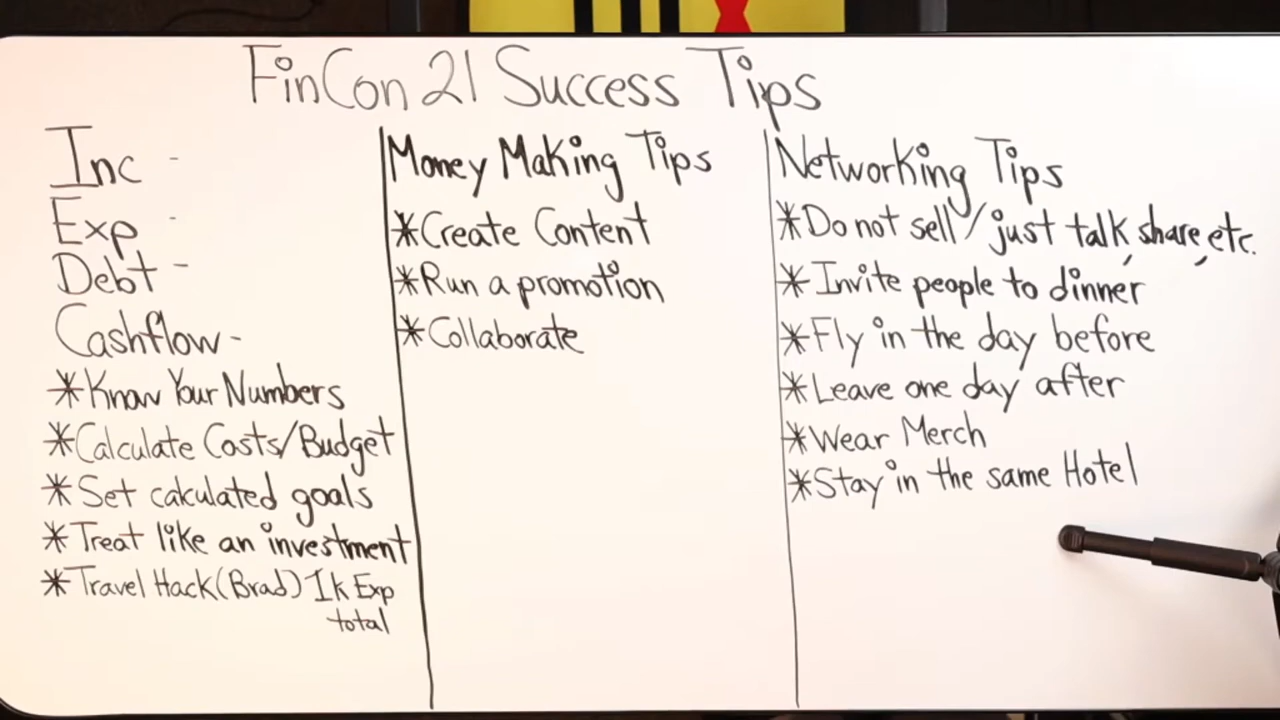 FinCon 21 Success Tips
Inc -
Exp -
Debt -
Cashflow -
*Know Your Numbers
*Calculate Costs/Budget
*Set calculated goals
*Treat like an investment
*Travel Hack(Brad) 1k Exp
total
Money Making Tips
*Create Content
*Run a promotion
*Collaborate
Networking Tips
*Do not sell/just talk, share, etc.
*Invite people to dinner
*Fly in the day before
*Leave one day after
*Wear Merch
*Stay in the same Hotel